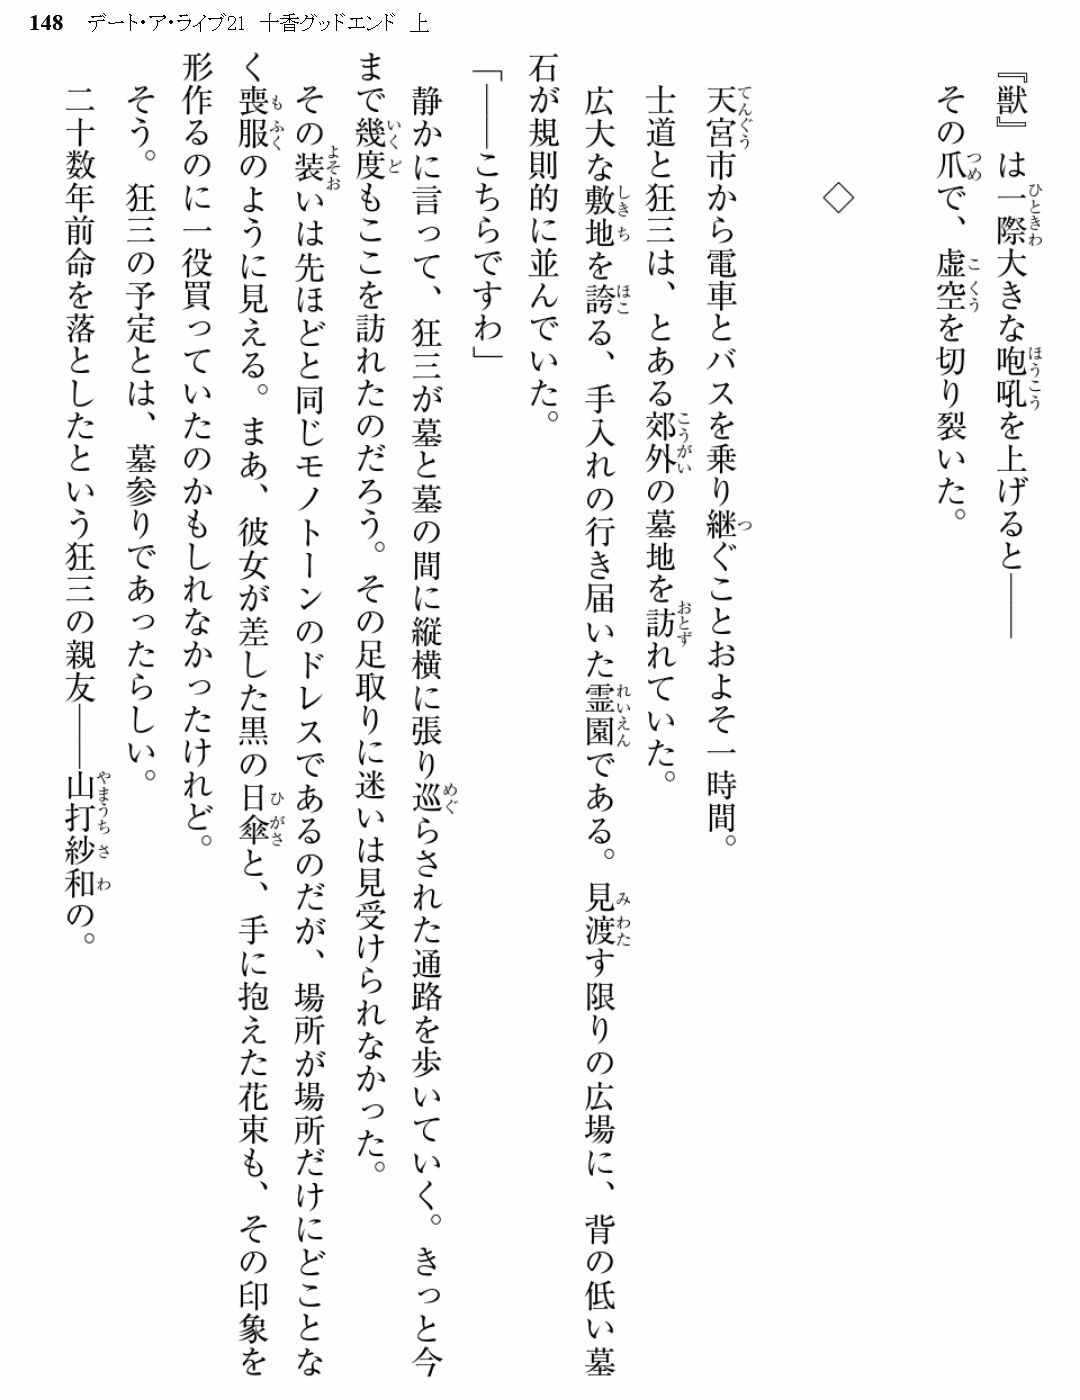 148 デート・ア・ライブ21 十香グッドエンド 上
『獣』は一際大きな咆吼を上げると――
その爪で、虚空を切り裂いた。
◇
天宮市から電車とバスを乗り継ぐことおよそ一時間。
士道と狂三は、とある郊外の墓地を訪れていた。
広大な敷地を誇る、手入れの行き届いた霊園である。見渡す限りの広場に、背の低い墓
石が規則的に並んでいた。
「――こちらですわ」
静かに言って、狂三が墓と墓の間に縦横に張り巡らされた通路を歩いていく。きっと今
まで幾度もここを訪れたのだろう。その足取りに迷いは見受けられなかった。
その装いは先ほどと同じモノトーンのドレスであるのだが、場所が場所だけにどことな
く喪服のように見える。まあ、彼女が差した黒の日傘と、手に抱えた花束も、その印象を
形作るのに一役買っていたのかもしれなかったけれど。
そう。狂三の予定とは、墓参りであったらしい。
二十数年前命を落としたという狂三の親友――山打紗和の。